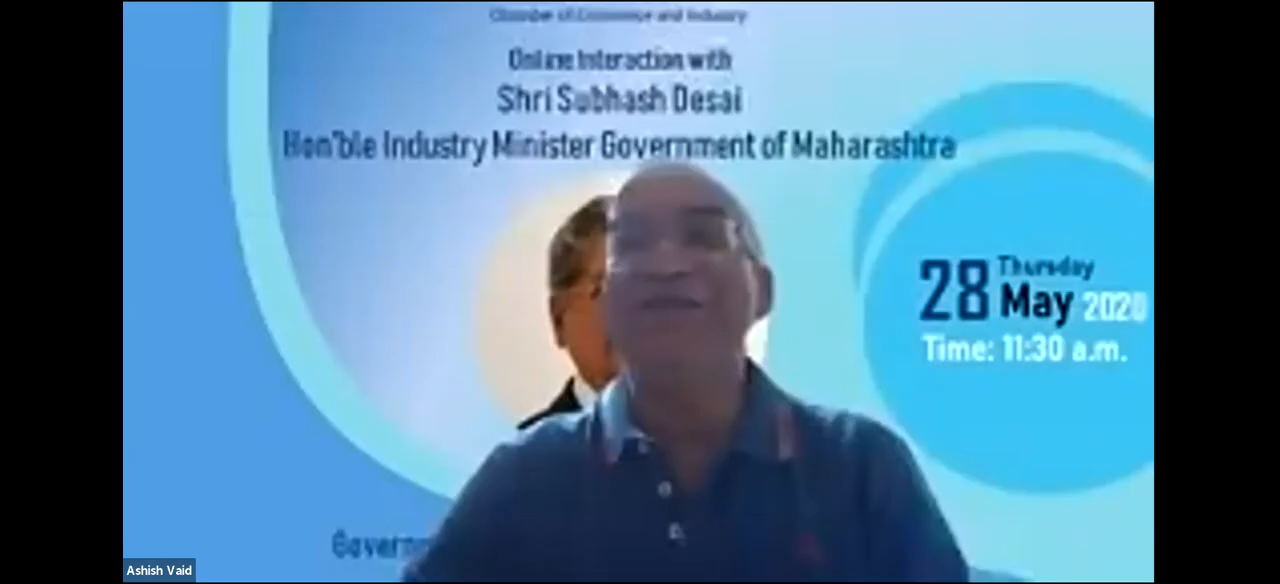 Chamber of Commerce and Industry
Online Interaction with
Shri Subhash Desai
Hon'ble Industry Minister Government of Maharashtra
28 Thursday
May 2020
Time: 11:30 a.m.
Govern
Ashish Vaid